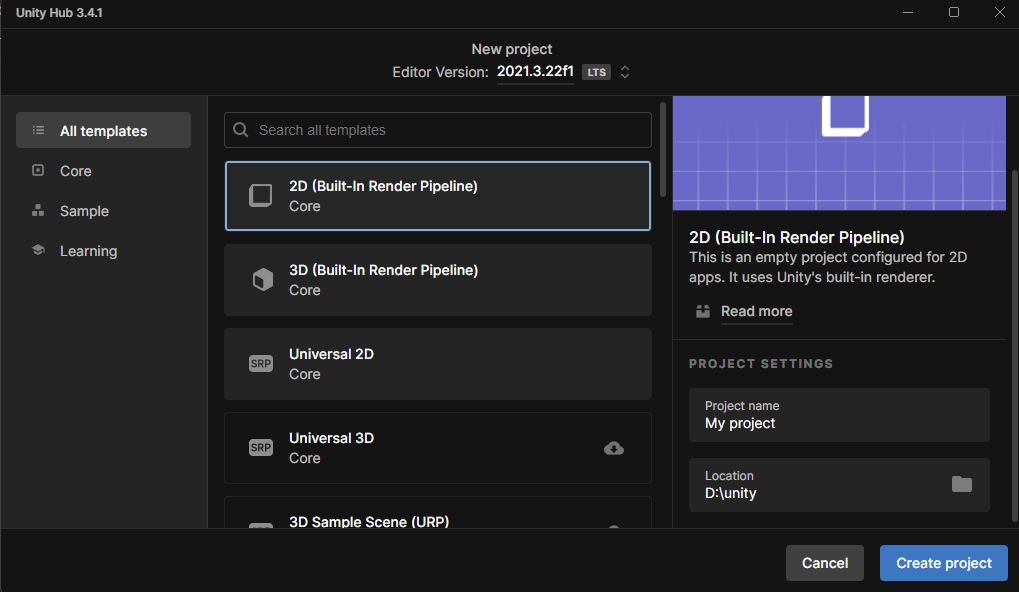 Unity Hub 3.4.1
New project
Editor Version: 2021.3.22f1 LTS
All templates
Core
Sample
Learning
Search all templates
2D (Built-In Render Pipeline)
Core
3D (Built-In Render Pipeline)
Core
SRP
Universal 2D
Core
SRP
Universal 3D
Core
3D Sample Scene (URP)
2D (Built-In Render Pipeline)
This is an empty project configured for 2D
apps. It uses Unity's built-in renderer.
Read more
PROJECT SETTINGS
Project name
My project
Location
D:\unity
Cancel
Create project